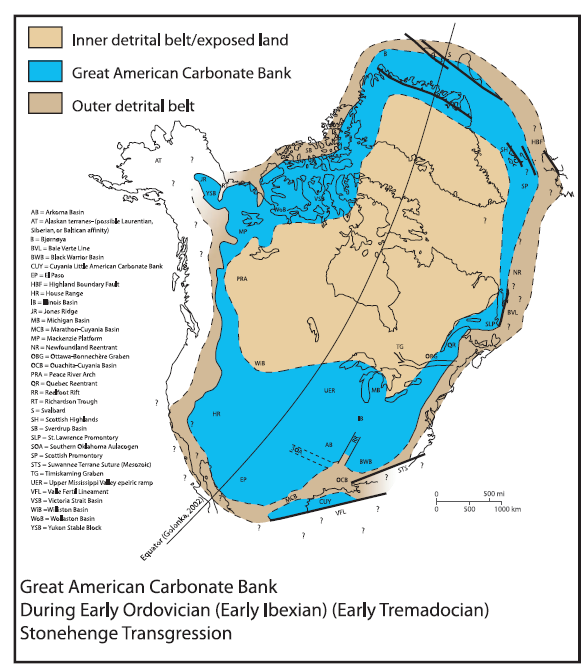 Inner detrital belt/exposed land
Great American Carbonate Bank
Outer detrital belt
AB = Arkoma Basin
AT = Alaskan terranes–(possible Laurentian,
Siberian, or Baltican affinity)
B = Bjørnøya
BVL = Baie Verte Line
BWB = Black Warrior Basin
CUY = Cuyania Little American Carbonate Bank
EP = El Paso
HBF = Highland Boundary Fault
HR = House Range
IB = Illinois Basin
JR = Jones Ridge
MB = Michigan Basin
MCB = Marathon–Cuyania Basin
MP = Mackenzie Platform
NR = Newfoundland Reentrant
OBG = Ottawa–Bonnechère Graben
OCB = Ouachita–Cuyania Basin
PRA = Peace River Arch
QR = Quebec Reentrant
RR = Reelfoot Rift
RT = Richardson Trough
S = Svalbard
SH = Scottish Highlands
SB = Sverdrup Basin
SLP = St. Lawrence Promontory
SOA = Southern Oklahoma Aulacogen
SP = Scottish Promontory
STS = Suwannee Terrane Suture (Mesozoic)
TG = Timiskaming Graben
UER = Upper Mississippi Valley epeiric ramp
VFL = Valle Fertil Lineament
VSB = Victoria Strait Basin
WiB = Williston Basin
WoB = Wollaston Basin
YSB = Yukon Stable Block
AT
JR
YSB
MP
SB
VSB
WoB
B
S
SH
HBF
SP
NR
BVL
SLP
QR
OBG
TG
PRA
WIB
UER
MB
IB
HR
AB
BWB
EP
OCB
STS
MCB
CUY
VFL
Equator (Golonka, 2002)
0 500 mi
0 500 1000 km
Great American Carbonate Bank
During Early Ordovician (Early Ibexian) (Early Tremadocian)
Stonehenge Transgression